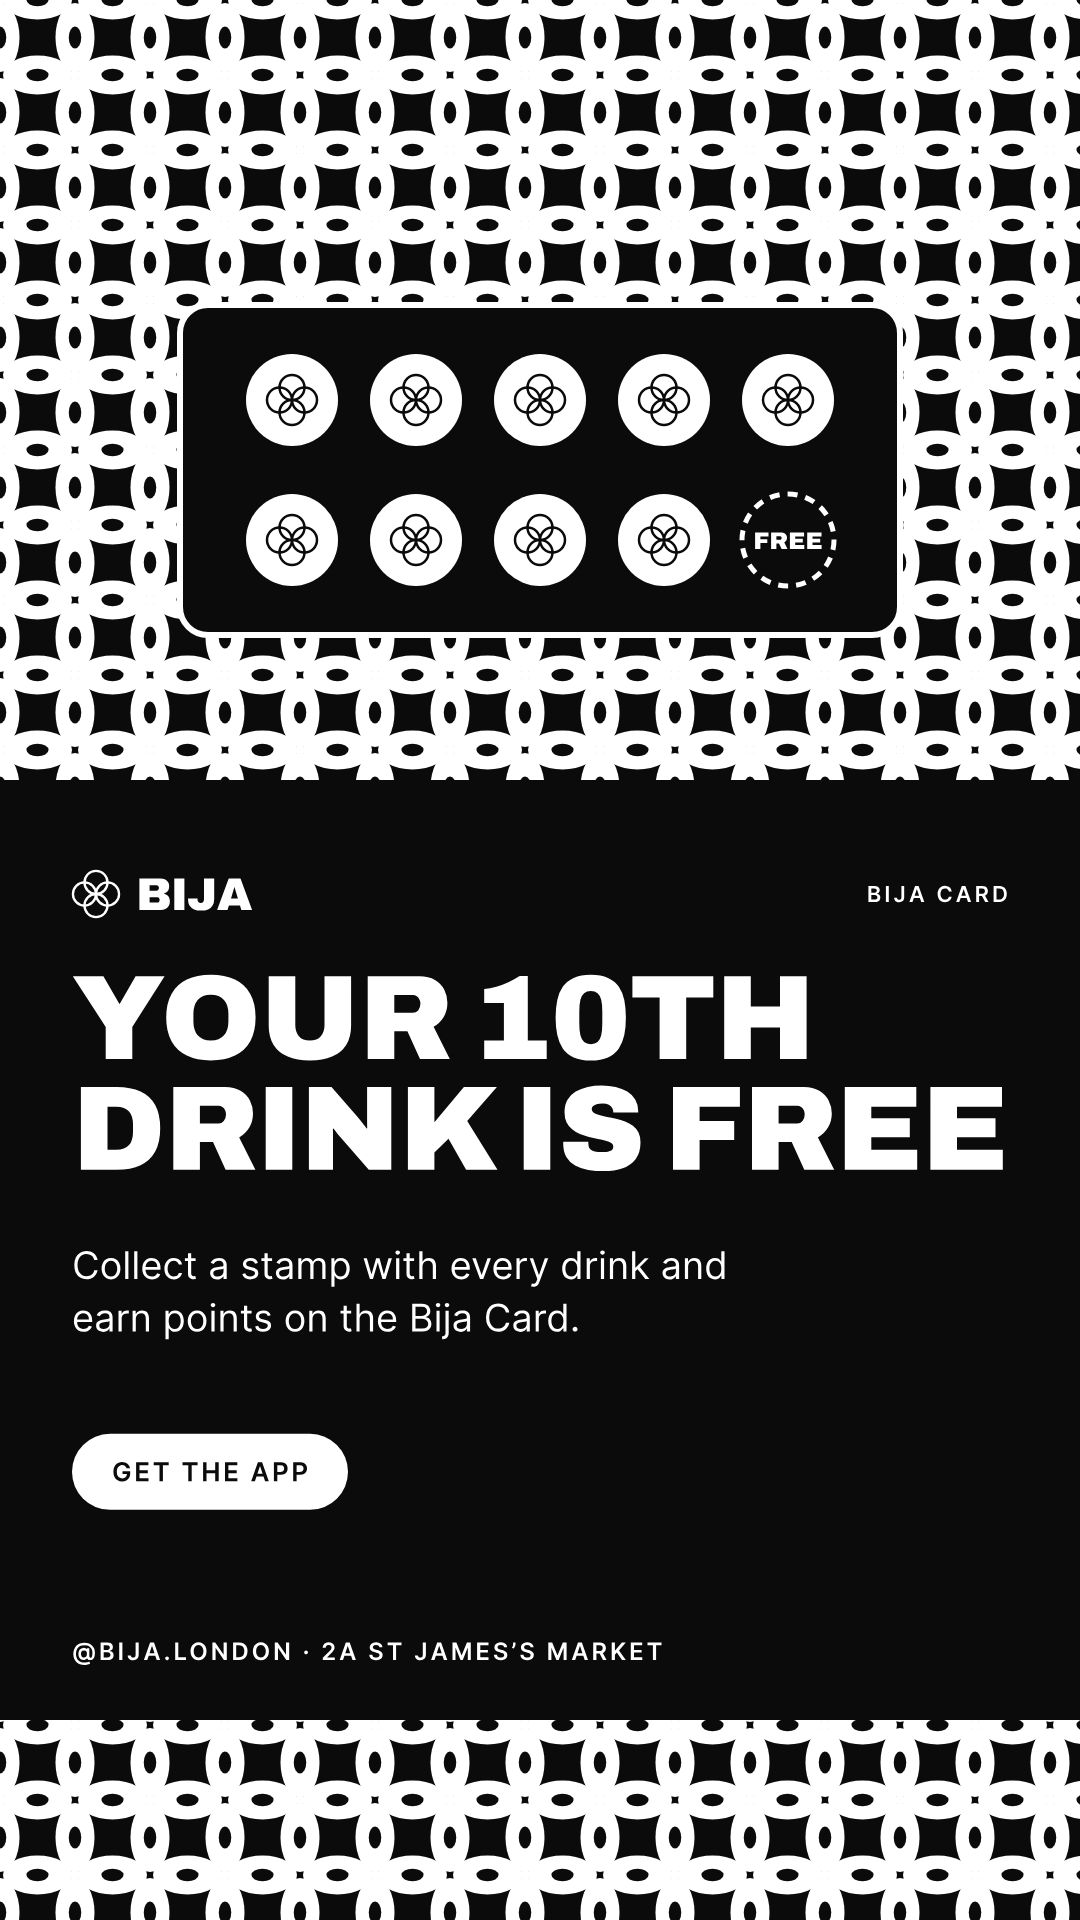 FREE
BIJA
BIJA CARD
YOUR 10TH
DRINK IS FREE
Collect a stamp with every drink and
earn points on the Bija Card.
GET THE APP
@BIJA.LONDON · 2A ST JAMES’S MARKET